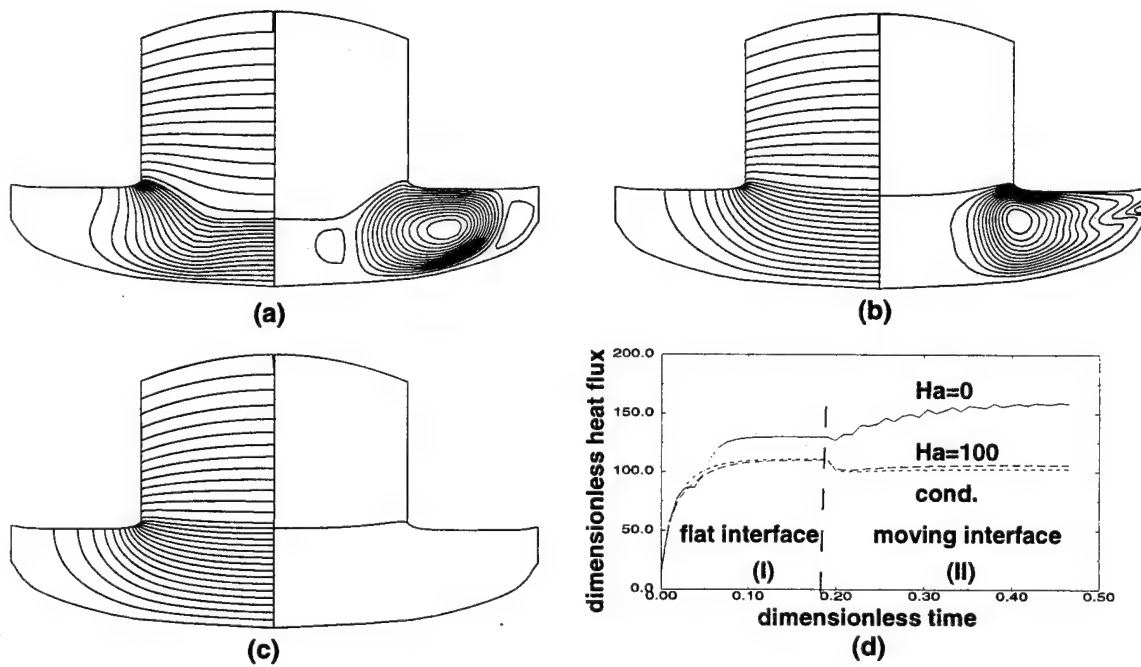 (a)
(b)
(c)
dimensionless heat flux
200.0
150.0
100.0
50.0
0.0
Ha=0
Ha=100
cond.
flat interface
(I)
moving interface
(II)
0.00
0.10
0.20
0.30
0.40
0.50
dimensionless time
(d)